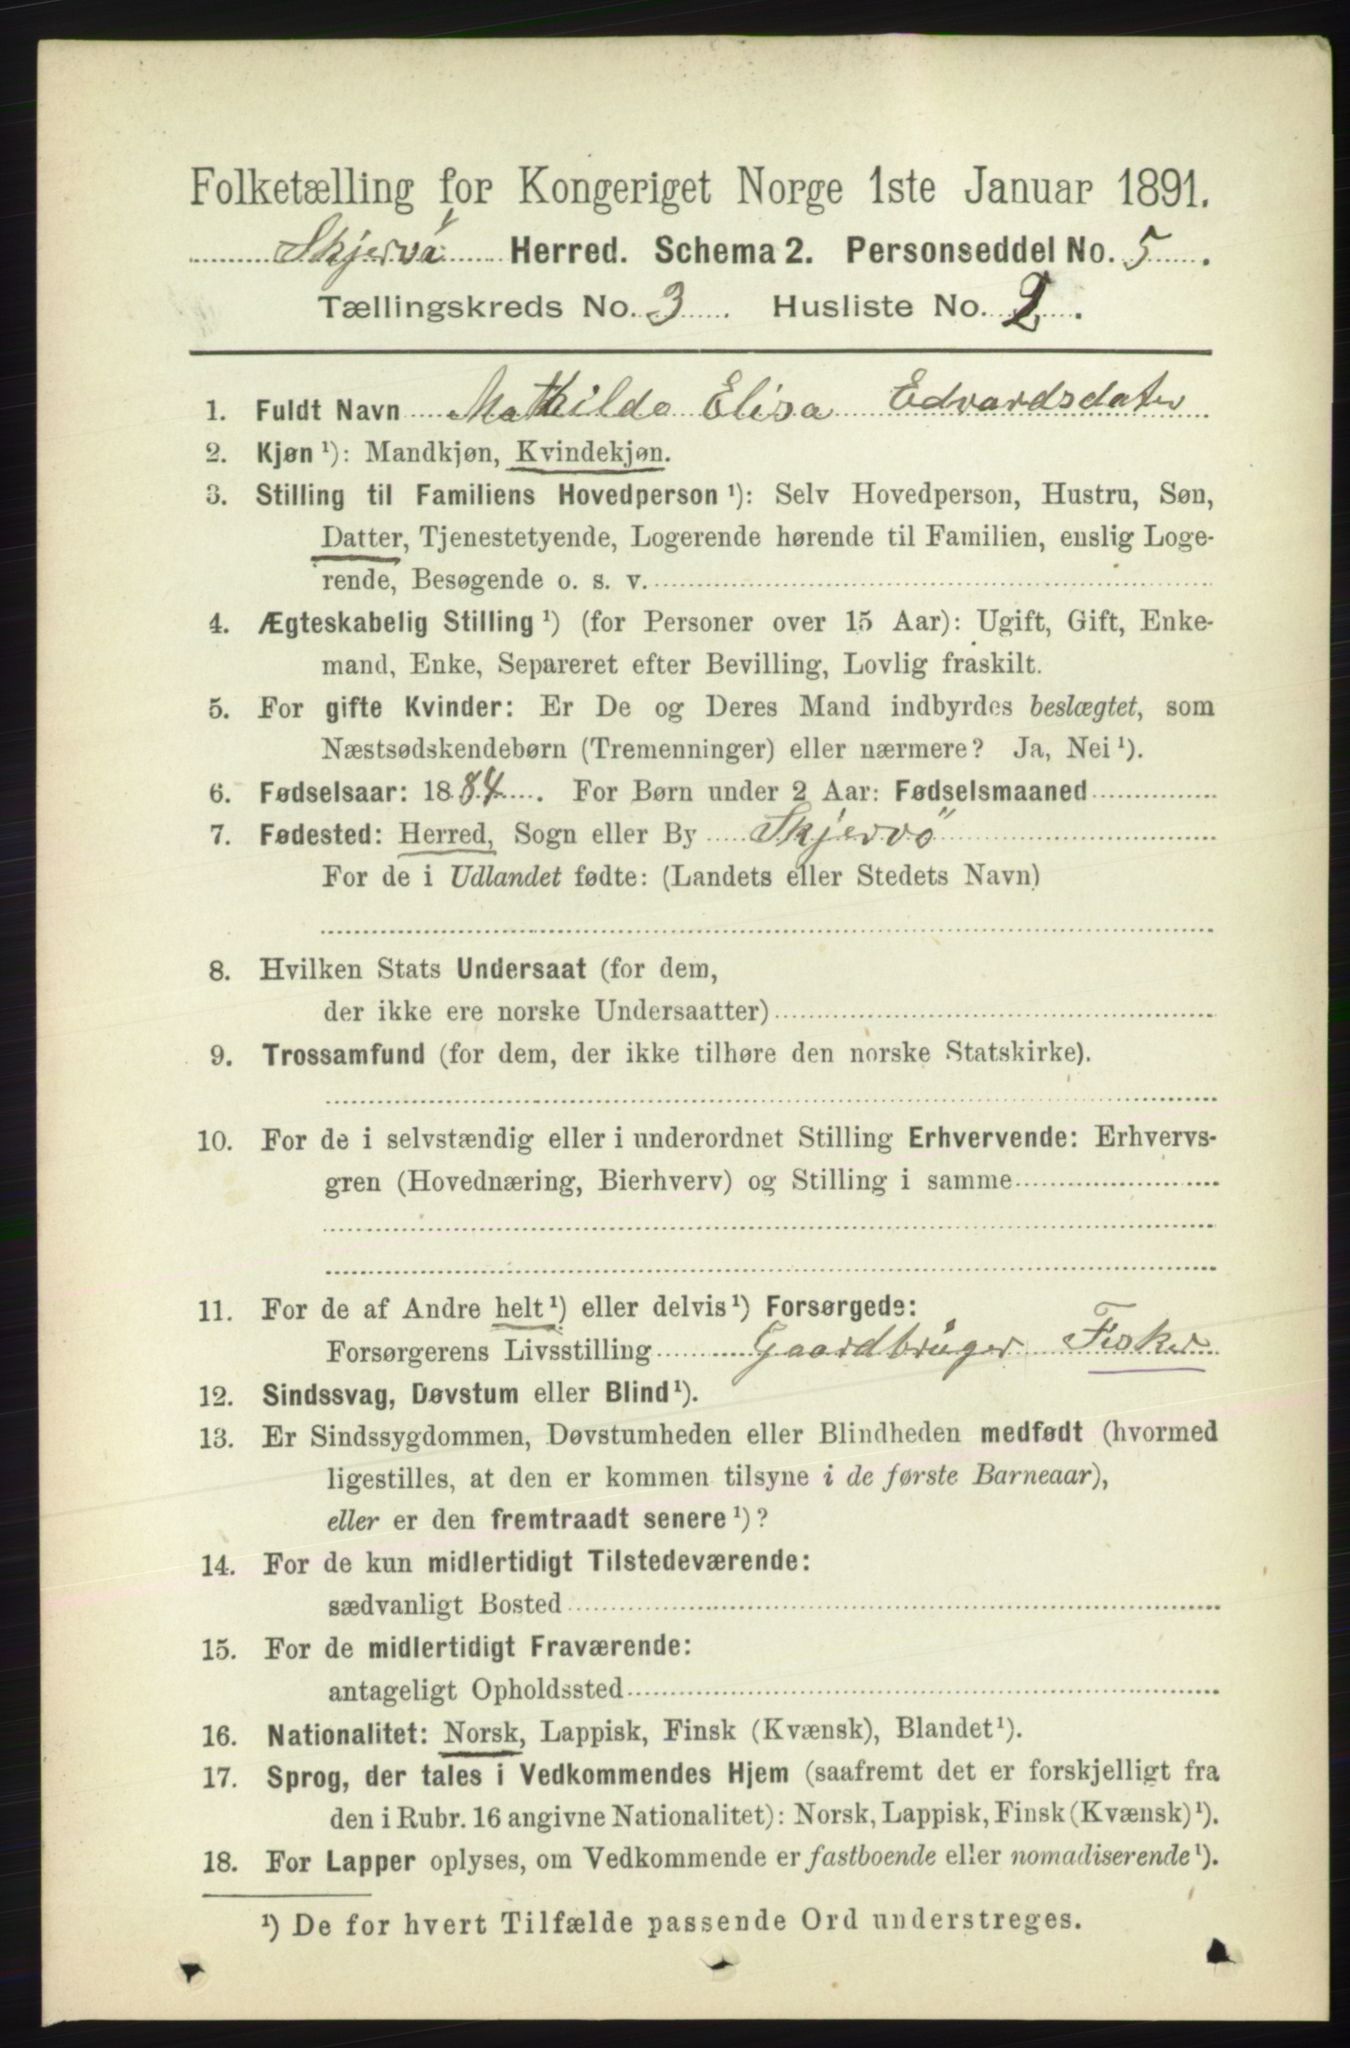 Folketælling for Kongeriget Norge 1ste Januar 1891.
Skjervö Herred. Schema 2. Personseddel No. 5.
Tællingskreds No. 3. Husliste No. 2.
1. Fuldt Navn Mathilda Elisa Edvardsdater
2. Kjøn ¹): Mandkjøn, Kvindekjøn.
3. Stilling til Familiens Hovedperson ¹): Selv Hovedperson, Hustru, Søn,
Datter, Tjenestetyende, Logerende hørende til Familien, enslig Loge-
rende, Besøgende o. s. v.
4. Ægteskabelig Stilling ¹) (for Personer over 15 Aar): Ugift, Gift, Enke-
mand, Enke, Separeret efter Bevilling, Lovlig fraskilt.
5. For gifte Kvinder: Er De og Deres Mand indbyrdes beslægtet, som
Næstsødskendebørn (Tremenninger) eller nærmere? Ja, Nei ¹).
6. Fødselsaar: 1884. For Børn under 2 Aar: Fødselsmaaned
7. Fødested: Herred, Sogn eller By Skjervö
For de i Udlandet fødte: (Landets eller Stedets Navn)
8. Hvilken Stats Undersaat (for dem,
der ikke ere norske Undersaatter)
9. Trossamfund (for dem, der ikke tilhøre den norske Statskirke).
10. For de i selvstændig eller i underordnet Stilling Erhvervende: Erhvervs-
gren (Hovednæring, Bierhverv) og Stilling i samme
11. For de af Andre helt ¹) eller delvis ¹) Forsørgede:
Forsørgerens Livsstilling Gaardbrúger Fisker
12. Sindssvag, Døvstum eller Blind ¹).
13. Er Sindssygdommen, Døvstumheden eller Blindheden medfødt (hvormed
ligestilles, at den er kommen tilsyne i de første Barneaar),
eller er den fremtraadt senere ¹)?
14. For de kun midlertidigt Tilstedeværende:
sædvanligt Bosted
15. For de midlertidigt Fraværende:
antageligt Opholdssted
16. Nationalitet: Norsk, Lappisk, Finsk (Kvænsk), Blandet ¹).
17. Sprog, der tales i Vedkommendes Hjem (saafremt det er forskjelligt fra
den i Rubr. 16 angivne Nationalitet): Norsk, Lappisk, Finsk (Kvænsk) ¹).
18. For Lapper oplyses, om Vedkommende er fastboende eller nomadiserende ¹).
¹) De for hvert Tilfælde passende Ord understreges.